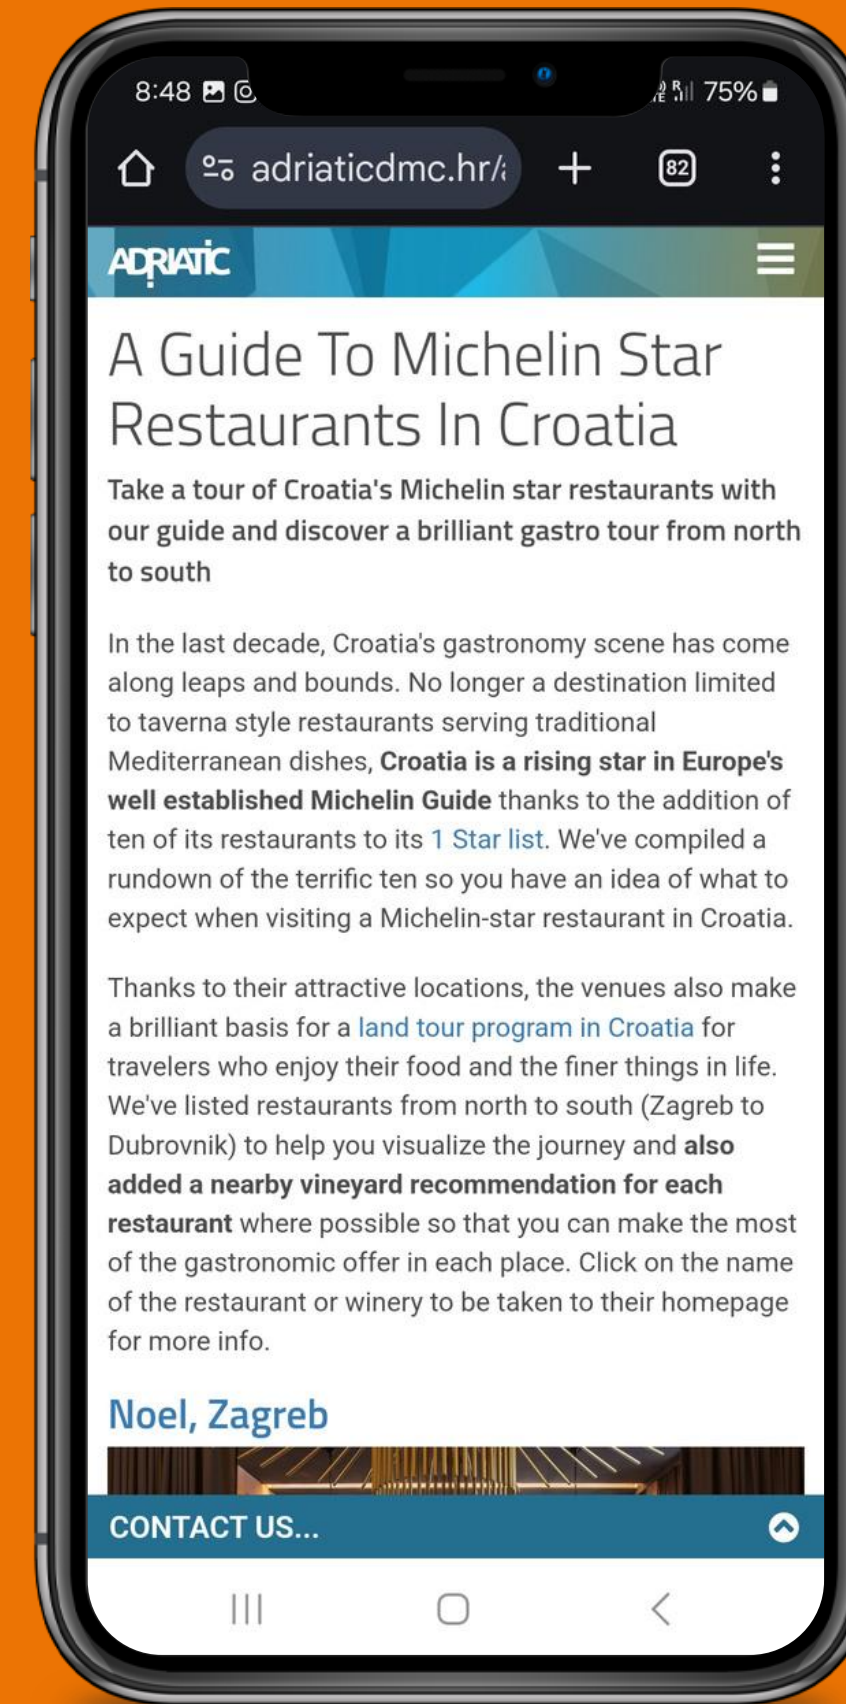 8:48
75%
adriaticdmc.hr/
82
ADRIATIC
A Guide To Michelin Star
Restaurants In Croatia
Take a tour of Croatia's Michelin star restaurants with
our guide and discover a brilliant gastro tour from north
to south
In the last decade, Croatia's gastronomy scene has come
along leaps and bounds. No longer a destination limited
to taverna style restaurants serving traditional
Mediterranean dishes, Croatia is a rising star in Europe's
well established Michelin Guide thanks to the addition of
ten of its restaurants to its 1 Star list. We've compiled a
rundown of the terrific ten so you have an idea of what to
expect when visiting a Michelin-star restaurant in Croatia.
Thanks to their attractive locations, the venues also make
a brilliant basis for a land tour program in Croatia for
travelers who enjoy their food and the finer things in life.
We've listed restaurants from north to south (Zagreb to
Dubrovnik) to help you visualize the journey and also
added a nearby vineyard recommendation for each
restaurant where possible so that you can make the most
of the gastronomic offer in each place. Click on the name
of the restaurant or winery to be taken to their homepage
for more info.
Noel, Zagreb
CONTACT US...